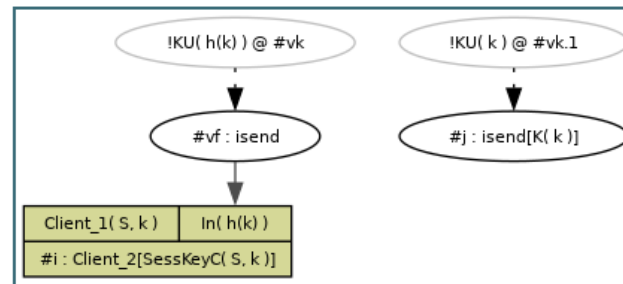 !KU( h(k) ) @ #vk
!KU( k ) @ #vk.1
#vf : isend
#j : isend[K( k )]
Client_1( S, k )
In( h(k) )
#i : Client_2[SessKeyC( S, k )]